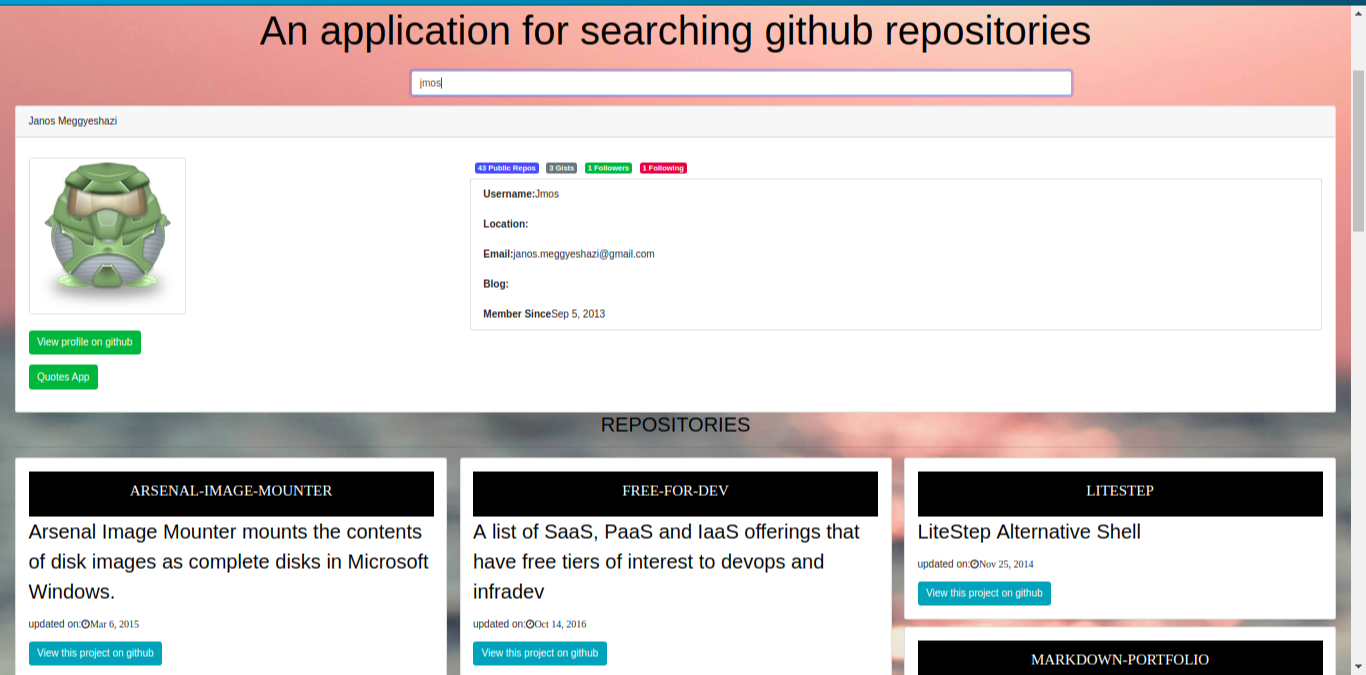 An application for searching github repositories
jmos
Janos Meggyeshazi
43 Public Repos 3 Gists 1 Followers 1 Following
Username:Jmos
Location:
Email:janos.meggyeshazi@gmail.com
Blog:
Member SinceSep 5, 2013
View profile on github
Quotes App
REPOSITORIES
ARSENAL-IMAGE-MOUNTER
Arsenal Image Mounter mounts the contents
of disk images as complete disks in Microsoft
Windows.
updated on:Mar 6, 2015
View this project on github
FREE-FOR-DEV
A list of SaaS, PaaS and IaaS offerings that
have free tiers of interest to devops and
infradev
updated on:Oct 14, 2016
View this project on github
LITESTEP
LiteStep Alternative Shell
updated on:Nov 25, 2014
View this project on github
MARKDOWN-PORTFOLIO